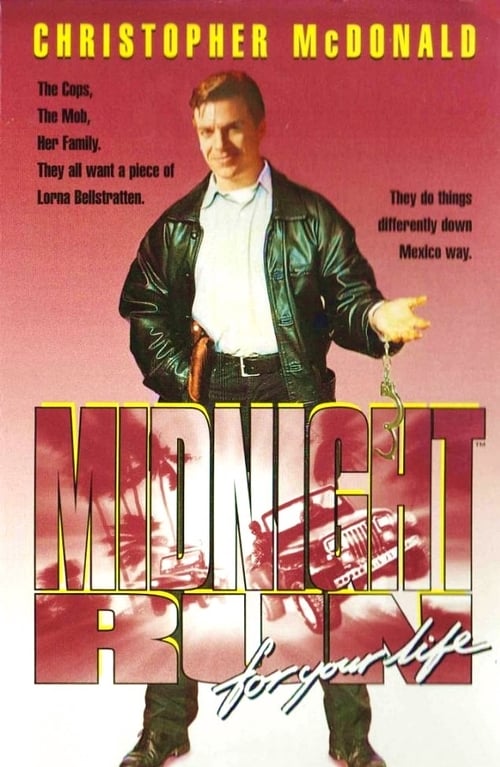 CHRISTOPHER McDONALD
The Cops,
The Mob,
Her Family.
They all want a piece of
Lorna Bellstratten.
They do things
differently down
Mexico way.
MIDNIGHT™
RUN
for your life